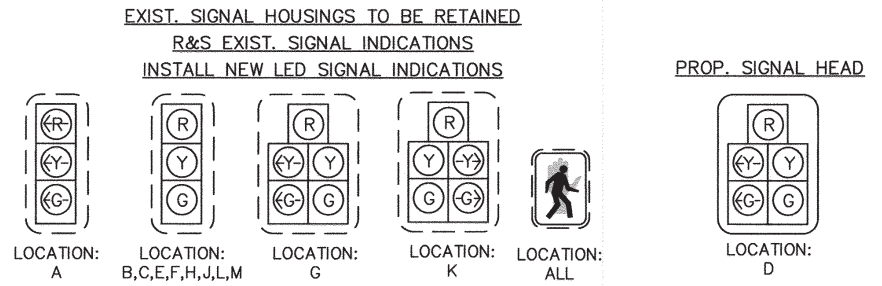 EXIST. SIGNAL HOUSINGS TO BE RETAINED
R&S EXIST. SIGNAL INDICATIONS
INSTALL NEW LED SIGNAL INDICATIONS
R
Y
G
LOCATION:
A
R
Y
G
LOCATION:
B,C,E,F,H,J,L,M
R
Y Y
G G
LOCATION:
G
R
Y Y
G G
LOCATION:
K
LOCATION:
ALL
PROP. SIGNAL HEAD
R
Y Y
G G
LOCATION:
D